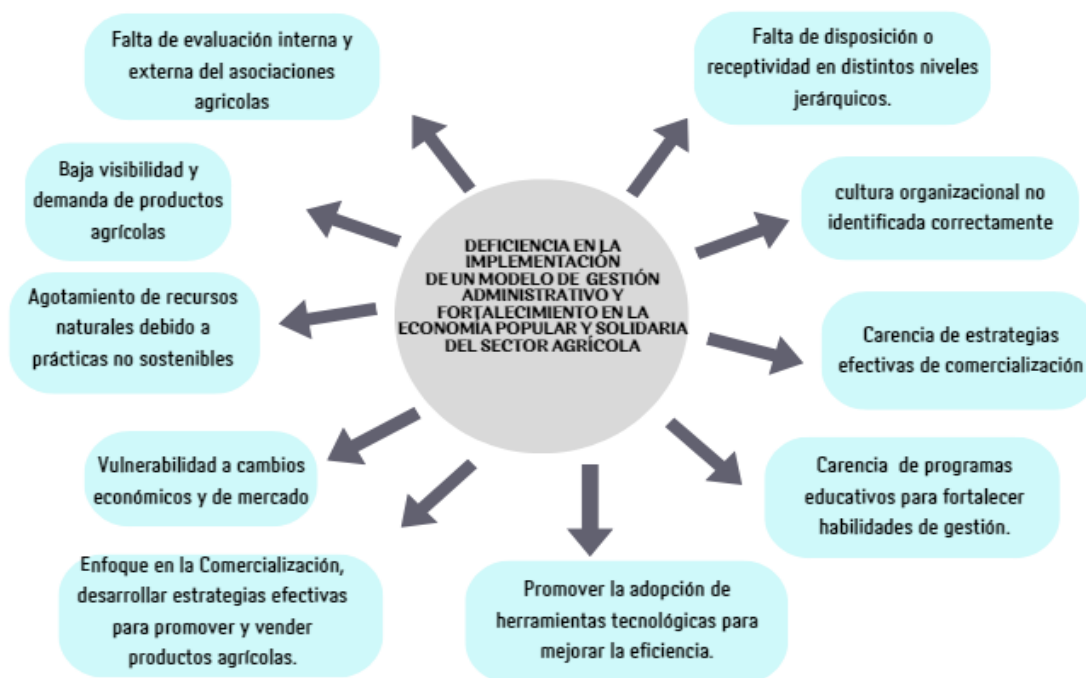 Falta de evaluación interna y
externa del asociaciones
agricolas
Falta de disposición o
receptividad en distintos niveles
jerárquicos.
Baja visibilidad y
demanda de productos
agrícolas
cultura organizacional no
identificada correctamente
DEFICIENCIA EN LA
IMPLEMENTACIÓN
DE UN MODELO DE GESTIÓN
ADMINISTRATIVO Y
FORTALECIMIENTO EN LA
ECONOMÍA POPULAR Y SOLIDARIA
DEL SECTOR AGRÍCOLA
Agotamiento de recursos
naturales debido a
prácticas no sostenibles
Carencia de estrategias
efectivas de comercialización
Vulnerabilidad a cambios
económicos y de mercado
Carencia de programas
educativos para fortalecer
habilidades de gestión.
Enfoque en la Comercialización,
desarrollar estrategias efectivas
para promover y vender
productos agrícolas.
Promover la adopción de
herramientas tecnológicas para
mejorar la eficiencia.